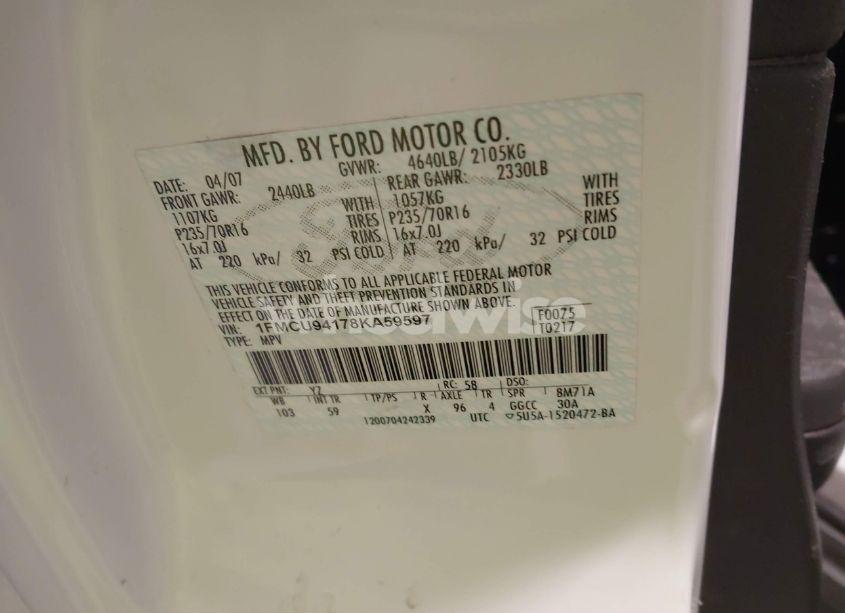 MFD. BY FORD MOTOR CO.
DATE: 04/07 GVWR: 4640LB/ 2105KG
FRONT GAWR: 2440LB REAR GAWR: 2330LB
1107KG WITH 1057KG WITH
P235/70R16 TIRES P235/70R16 TIRES
16x7.0J RIMS 16x7.0J RIMS
AT 220 kPa/ 32 PSI COLD AT 220 kPa/ 32 PSI COLD
THIS VEHICLE CONFORMS TO ALL APPLICABLE FEDERAL MOTOR
VEHICLE SAFETY AND THEFT PREVENTION STANDARDS IN
EFFECT ON THE DATE OF MANUFACTURE SHOWN ABOVE.
VIN: 1FMCU94178KA59597 F0075
TYPE: MPV T0217
EXT PNT: YZ RC: 58 DSO:
WB INT TR TP/PS R AXLE TR SPR 8M71A
103 59 X 96 4 GGCC 30A
1200704242339 UTC 5U5A-1520472-BA
Ford